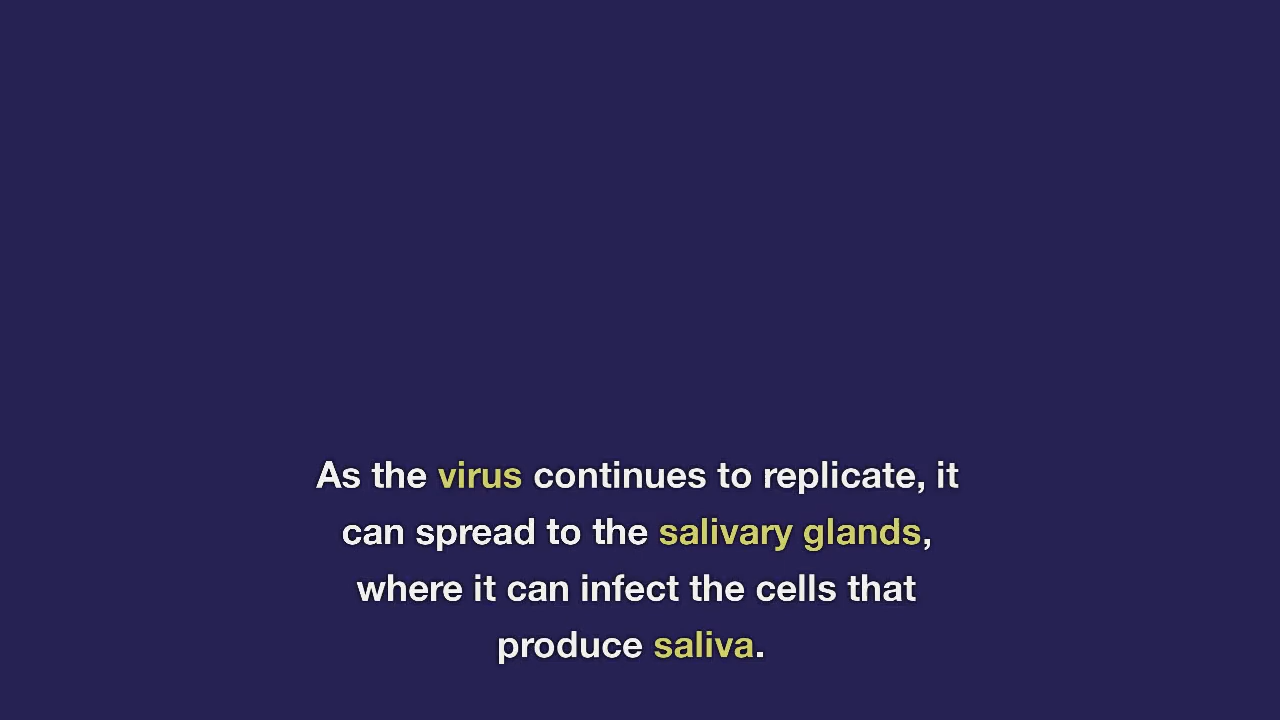 As the virus continues to replicate, it
can spread to the salivary glands,
where it can infect the cells that
produce saliva.